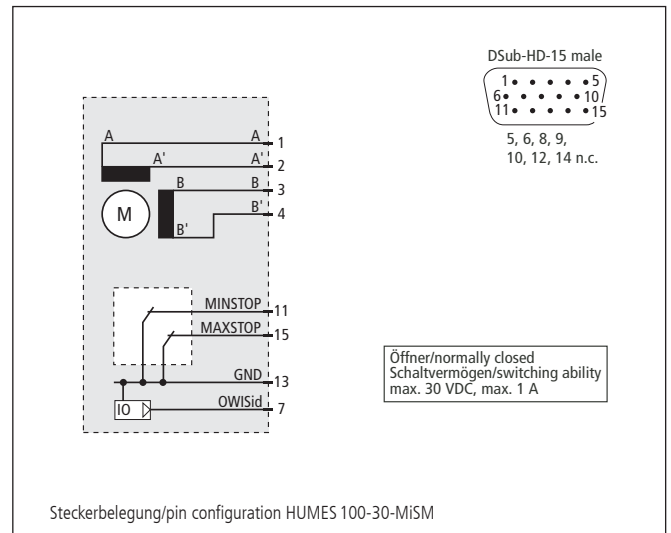 DSub-HD-15 male
1 5
6 10
11 15
5, 6, 8, 9,
10, 12, 14 n.c.
A A 1
A' A' 2
B B 3
M B' 4
B'
MINSTOP 11
MAXSTOP 15
GND 13
IO OWISid 7
Öffner/normally closed
Schaltvermögen/switching ability
max. 30 VDC, max. 1 A
Steckerbelegung/pin configuration HUMES 100-30-MiSM